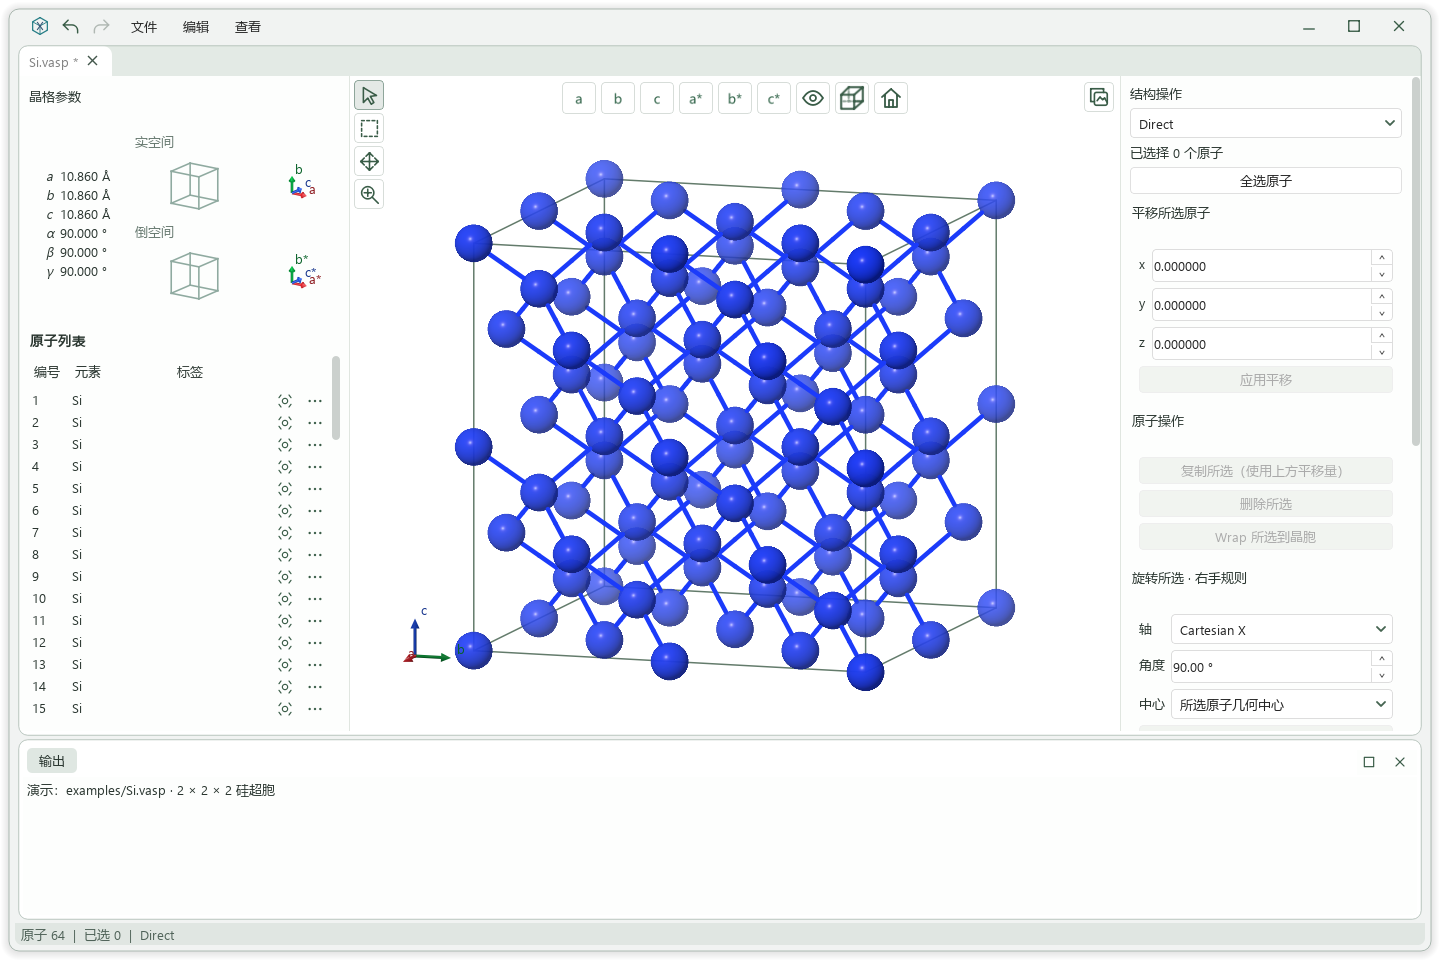 文件 编辑 查看
Si.vasp *
晶格参数
实空间
a 10.860 Å
b 10.860 Å
c 10.860 Å
α 90.000 °
β 90.000 °
γ 90.000 °
b
c
a
倒空间
b*
c*
a*
原子列表
编号 元素 标签
1 Si
2 Si
3 Si
4 Si
5 Si
6 Si
7 Si
8 Si
9 Si
10 Si
11 Si
12 Si
13 Si
14 Si
15 Si
a b c a* b* c*
c
a
b
结构操作
Direct
已选择 0 个原子
全选原子
平移所选原子
x 0.000000
y 0.000000
z 0.000000
应用平移
原子操作
复制所选（使用上方平移量）
删除所选
Wrap 所选到晶胞
旋转所选 · 右手规则
轴 Cartesian X
角度 90.00 °
中心 所选原子几何中心
输出
演示：examples/Si.vasp · 2 × 2 × 2 硅超胞
原子 64 | 已选 0 | Direct